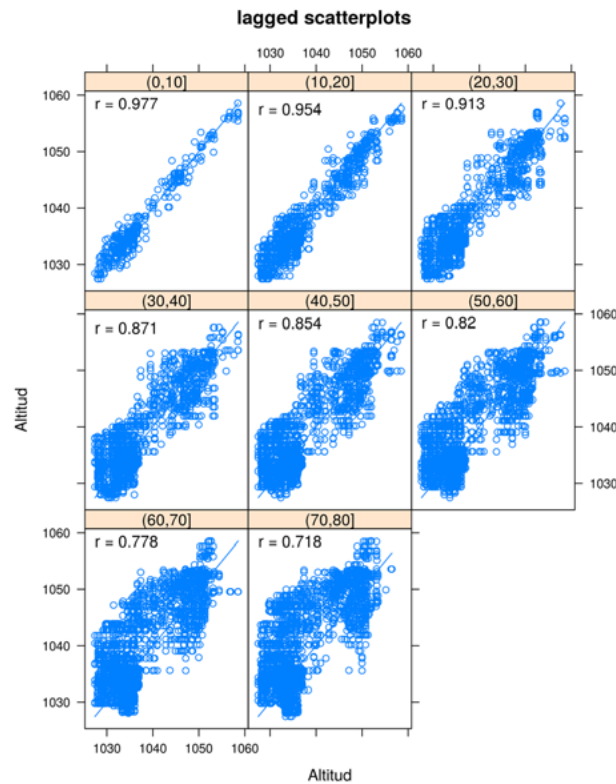 lagged scatterplots
1030 1040 1050 1060
(0,10] (10,20] (20,30]
r = 0.977 r = 0.954 r = 0.913
1060
1050
1040
1030
(30,40] (40,50] (50,60]
r = 0.871 r = 0.854 r = 0.82
1060
1050
1040
1030
(60,70] (70,80]
r = 0.778 r = 0.718
1060
1050
1040
1030
1030 1040 1050 1060
Altitud
Altitud